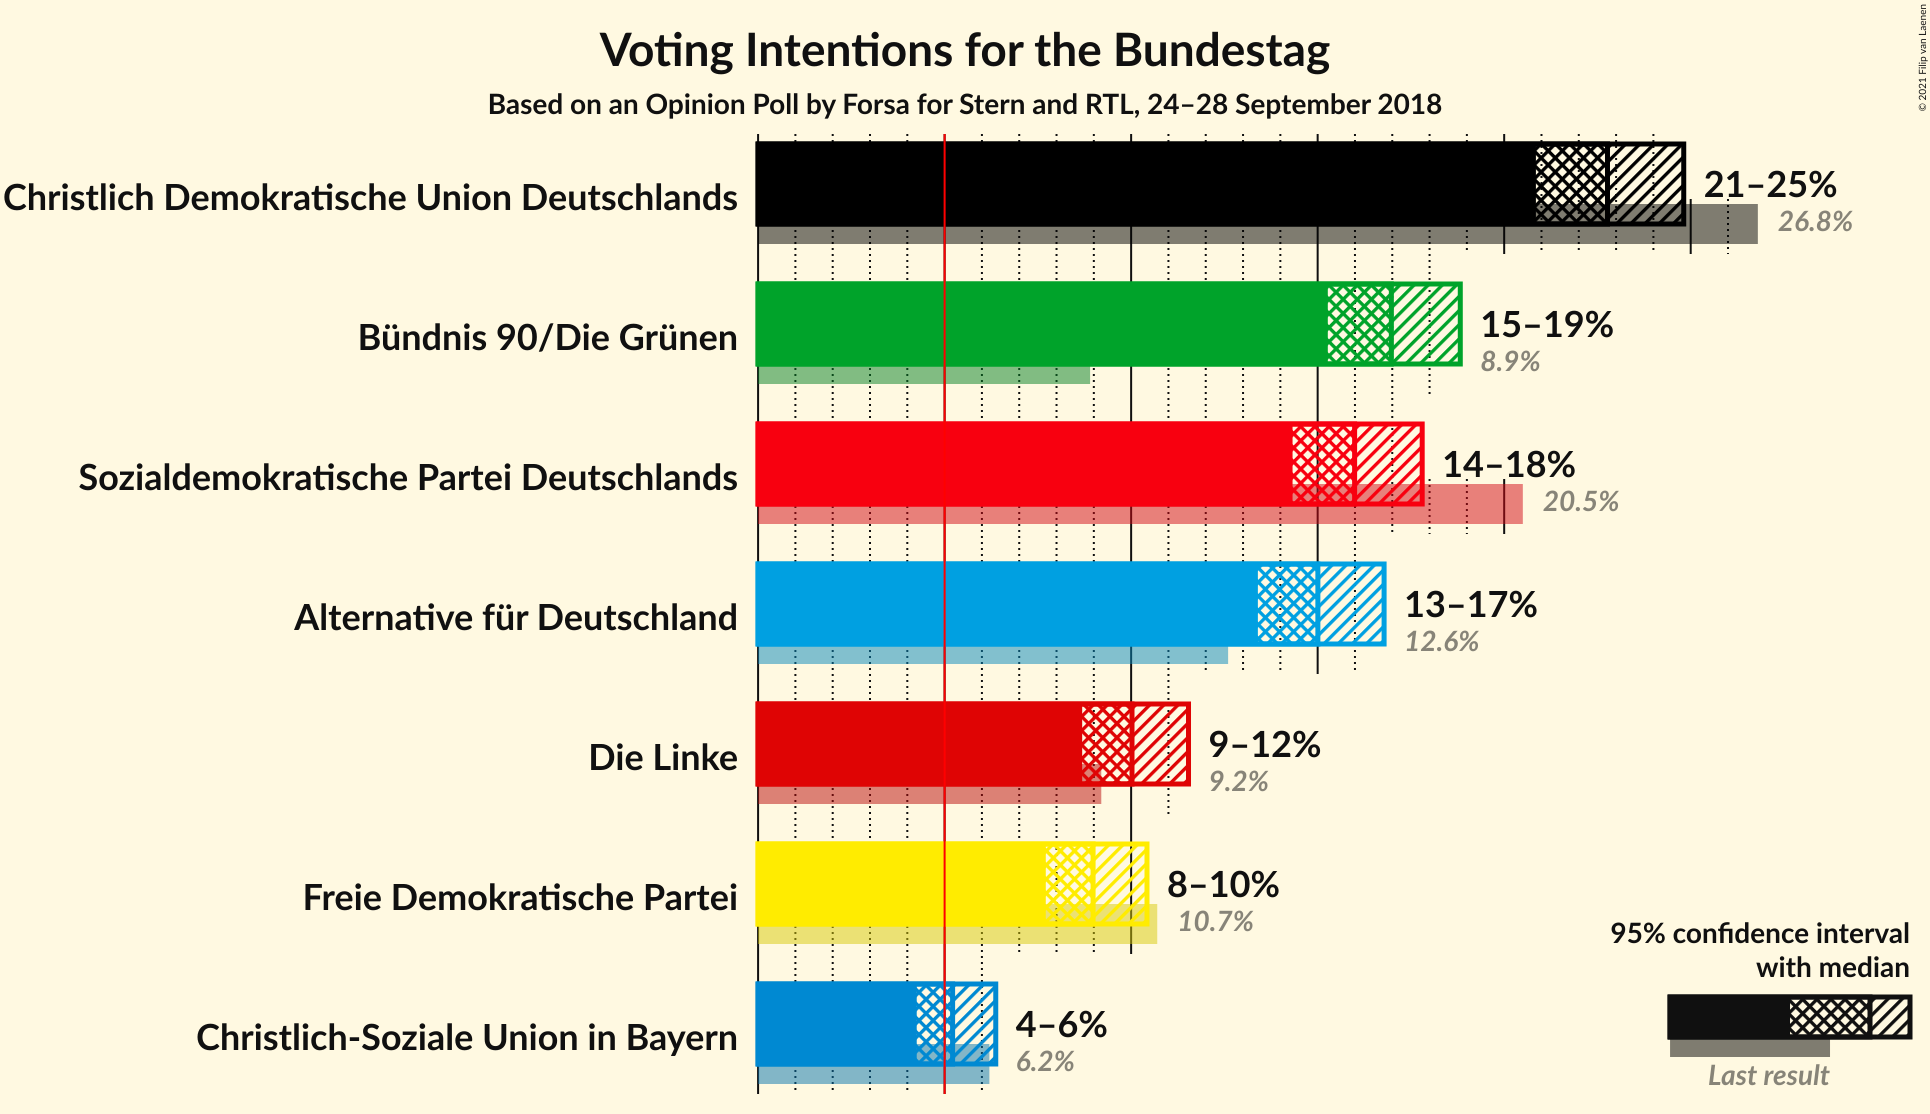 Voting Intentions for the Bundestag
Based on an Opinion Poll by Forsa for Stern and RTL, 24–28 September 2018
© 2021 Filip van Laenen
Christlich Demokratische Union Deutschlands
21–25%
26.8%
Bündnis 90/Die Grünen
15–19%
8.9%
Sozialdemokratische Partei Deutschlands
14–18%
20.5%
Alternative für Deutschland
13–17%
12.6%
Die Linke
9–12%
9.2%
Freie Demokratische Partei
8–10%
10.7%
Christlich-Soziale Union in Bayern
4–6%
6.2%
95% confidence interval
with median
Last result